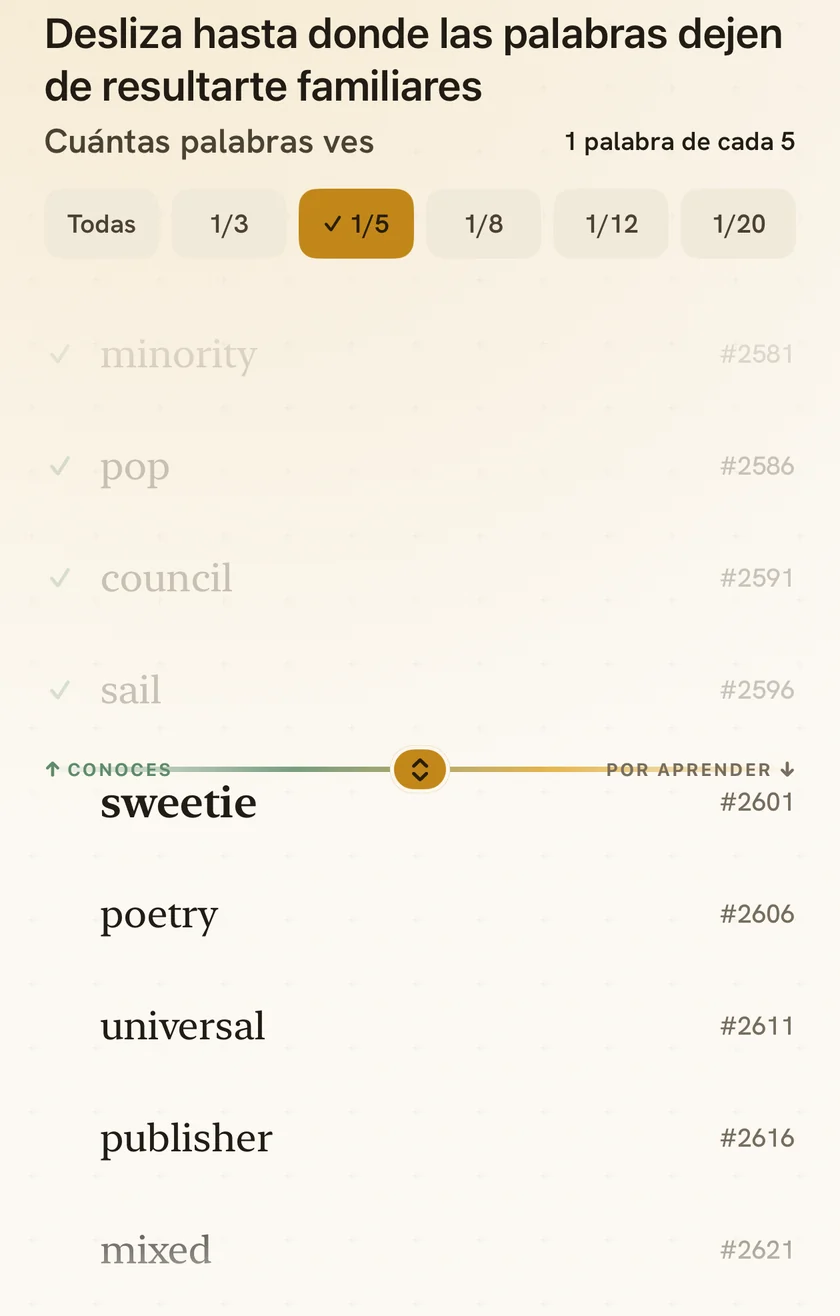 Desliza hasta donde las palabras dejen
de resultarte familiares
Cuántas palabras ves 1 palabra de cada 5
Todas 1/3 ✓ 1/5 1/8 1/12 1/20
✓ minority #2581
✓ pop #2586
✓ council #2591
✓ sail #2596
↑ CONOCES POR APRENDER ↓
sweetie #2601
poetry #2606
universal #2611
publisher #2616
mixed #2621